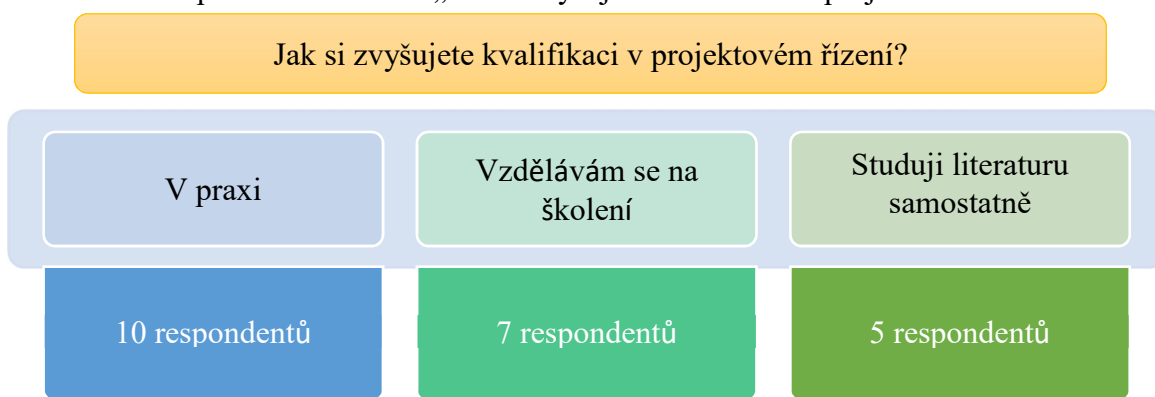 Jak si zvyšujete kvalifikaci v projektovém řízení?
V praxi
Vzdělávám se na
školení
Studuji literaturu
samostatně
10 respondentů
7 respondentů
5 respondentů